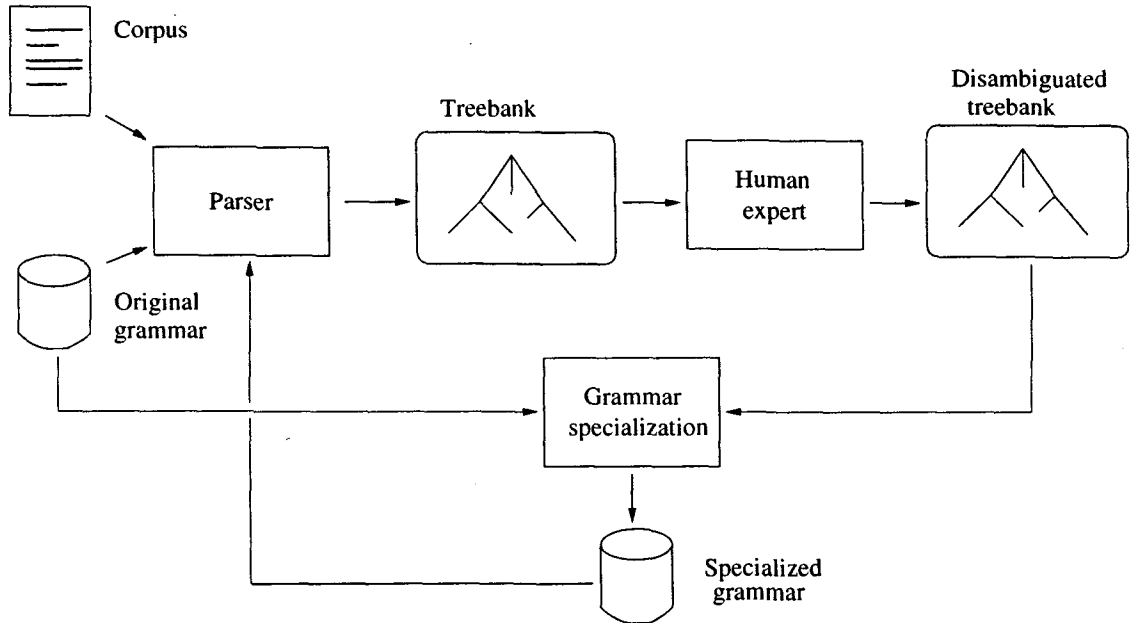 Corpus
Treebank
Disambiguated
treebank
Parser
Human
expert
Original
grammar
Grammar
specialization
Specialized
grammar